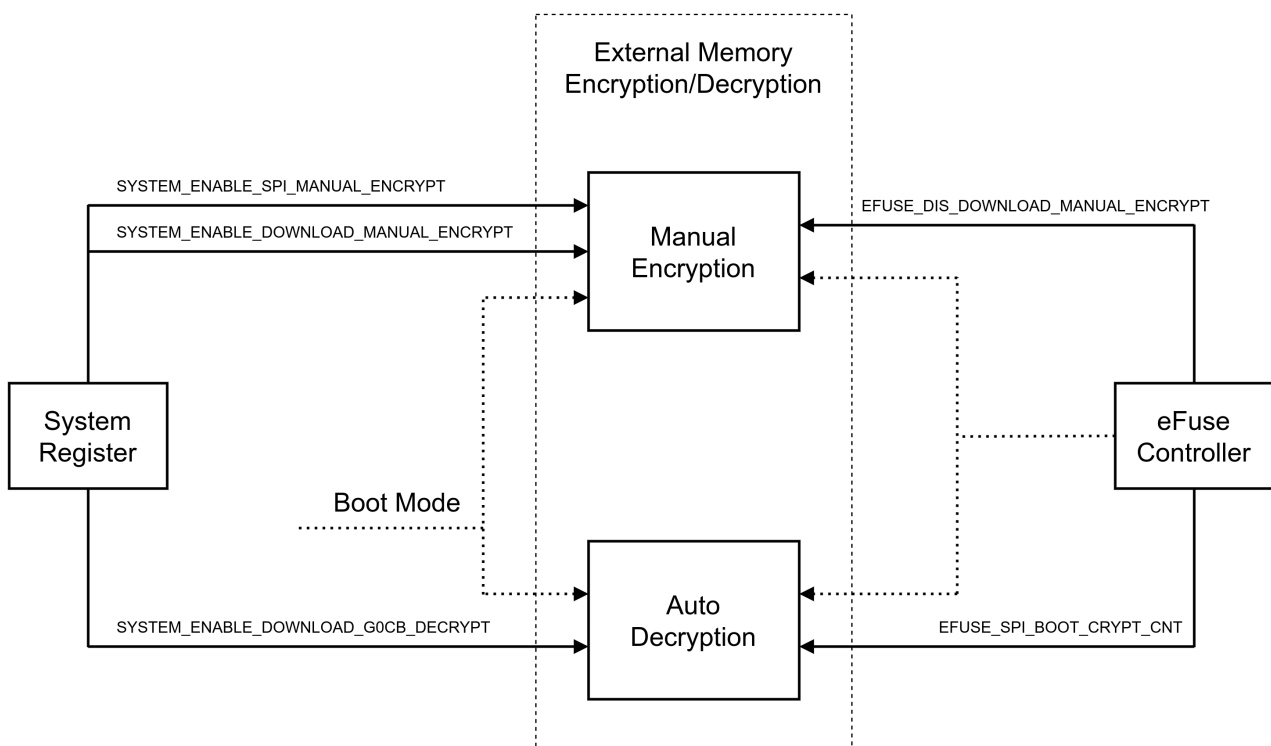 External Memory
Encryption/Decryption
SYSTEM_ENABLE_SPI_MANUAL_ENCRYPT
SYSTEM_ENABLE_DOWNLOAD_MANUAL_ENCRYPT
EFUSE_DIS_DOWNLOAD_MANUAL_ENCRYPT
Manual
Encryption
System
Register
eFuse
Controller
Boot Mode
Auto
Decryption
SYSTEM_ENABLE_DOWNLOAD_G0CB_DECRYPT
EFUSE_SPI_BOOT_CRYPT_CNT